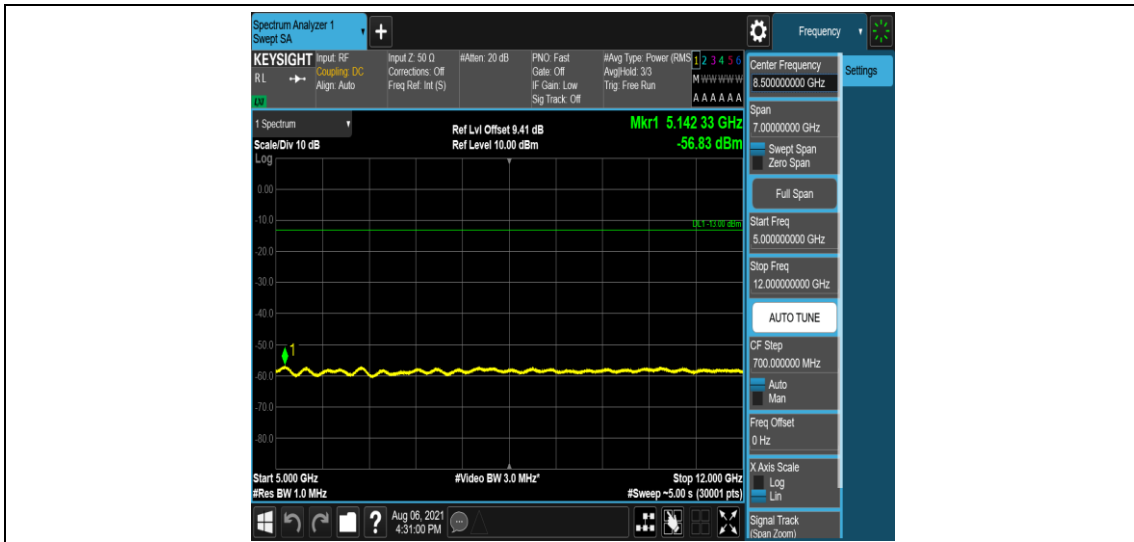 Spectrum Analyzer 1
Swept SA
+
Frequency
KEYSIGHT
RL
LM
Input: RF
Coupling: DC
Align: Auto
Input Z: 50 Ω
Corrections: Off
Freq Ref: Int (S)
#Atten: 20 dB
PNO: Fast
Gate: Off
IF Gain: Low
Sig Track: Off
#Avg Type: Power (RMS
Avg|Hold: 3/3
Trig: Free Run
1 2 3 4 5 6
M W W W W W
A A A A A A
1 Spectrum
Scale/Div 10 dB
Ref Lvl Offset 9.41 dB
Ref Level 10.00 dBm
Mkr1 5.142 33 GHz
-56.83 dBm
Log
0.00
-10.0
DL1 -13.00 dBm
-20.0
-30.0
-40.0
-50.0
1
-60.0
-70.0
-80.0
Start 5.000 GHz
#Res BW 1.0 MHz
#Video BW 3.0 MHz*
Stop 12.000 GHz
#Sweep ~5.00 s (30001 pts)
?
Aug 06, 2021
4:31:00 PM
Center Frequency
8.500000000 GHz
Settings
Span
7.00000000 GHz
Swept Span
Zero Span
Full Span
Start Freq
5.000000000 GHz
Stop Freq
12.000000000 GHz
AUTO TUNE
CF Step
700.000000 MHz
Auto
Man
Freq Offset
0 Hz
X Axis Scale
Log
Lin
Signal Track
(Span Zoom)